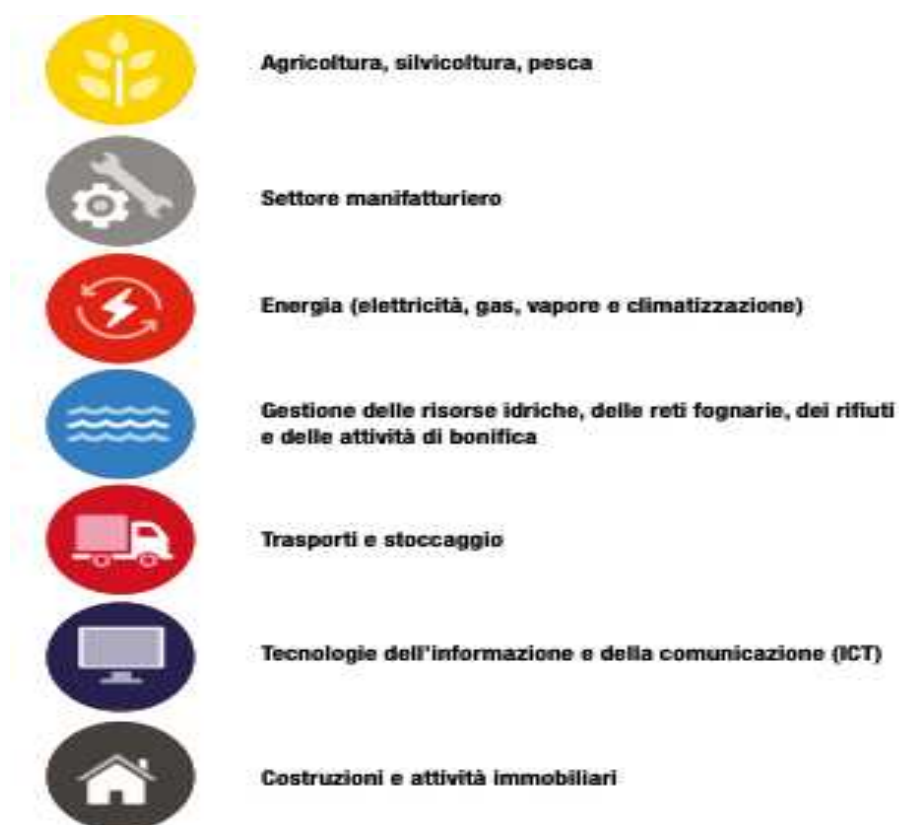 Agricoltura, silvicoltura, pesca
Settore manifatturiero
Energia (elettricità, gas, vapore e climatizzazione)
Gestione delle risorse idriche, delle reti fognarie, dei rifiuti
e delle attività di bonifica
Trasporti e stoccaggio
Tecnologie dell'informazione e della comunicazione (ICT)
Costruzioni e attività immobiliari